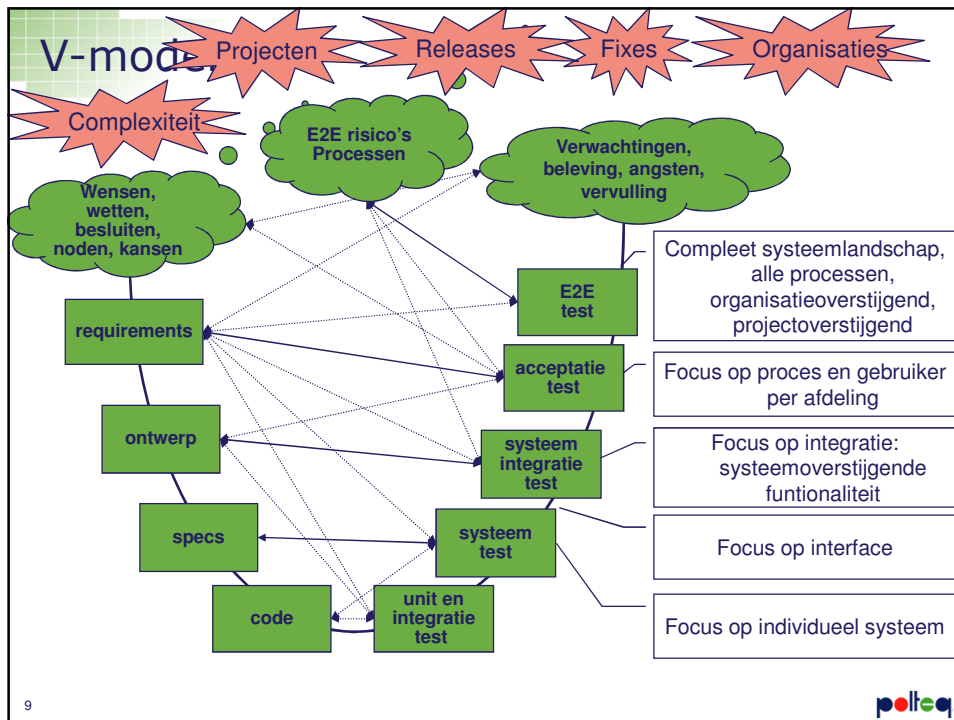 V-model
Projecten
Releases
Fixes
Organisaties
Complexiteit
E2E risico's
Processen
Verwachtingen,
beleving, angsten,
vervulling
Wensen,
wetten,
besluiten,
noden, kansen
requirements
ontwerp
specs
code
unit en
integratie
test
systeem
test
systeem
integratie
test
acceptatie
test
E2E
test
Compleet systeemlandschap,
alle processen,
organisatieoverstijgend,
projectoverstijgend
Focus op proces en gebruiker
per afdeling
Focus op integratie:
systeemoverstijgende
funtionaliteit
Focus op interface
Focus op individueel systeem
9
polteq